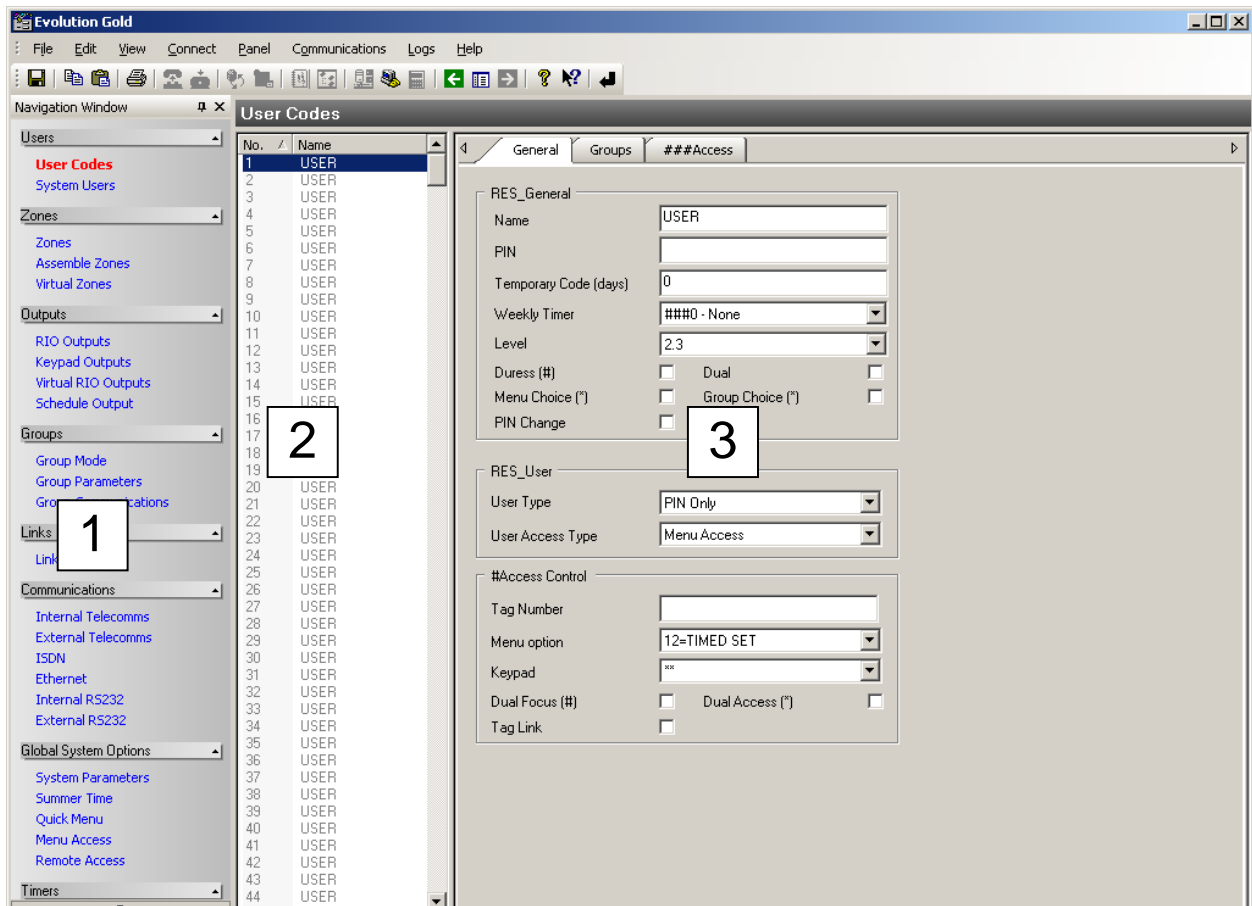 Evolution Gold
File Edit View Connect Panel Communications Logs Help
Navigation Window
User Codes
Users
User Codes
System Users
Zones
Zones
Assemble Zones
Virtual Zones
Outputs
RIO Outputs
Keypad Outputs
Virtual RIO Outputs
Schedule Output
Groups
Group Mode
Group Parameters
1
Links
Communications
Internal Telecomms
External Telecomms
ISDN
Ethernet
Internal RS232
External RS232
Global System Options
System Parameters
Summer Time
Quick Menu
Menu Access
Remote Access
Timers
No. Name
1 USER
2 USER
3 USER
4 USER
5 USER
6 USER
7 USER
8 USER
9 USER
10 USER
11 USER
12 USER
13 USER
14 USER
15 USER
16
17
18
19
2
20 USER
21 USER
22 USER
23 USER
24 USER
25 USER
26 USER
27 USER
28 USER
29 USER
30 USER
31 USER
32 USER
33 USER
34 USER
35 USER
36 USER
37 USER
38 USER
39 USER
40 USER
41 USER
42 USER
43 USER
44 USER
General Groups ###Access
RES_General
Name USER
PIN
Temporary Code (days) 0
Weekly Timer ###0 - None
Level 2.3
Duress (#) Dual
Menu Choice (*) Group Choice (*)
PIN Change
3
RES_User
User Type PIN Only
User Access Type Menu Access
#Access Control
Tag Number
Menu option 12=TIMED SET
Keypad **
Dual Focus (#) Dual Access (*)
Tag Link